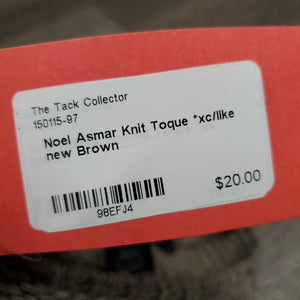 The Tack Collector
150115-97
Noel Asmar Knit Toque *xc/like
new Brown
$20.00
98EFJ4